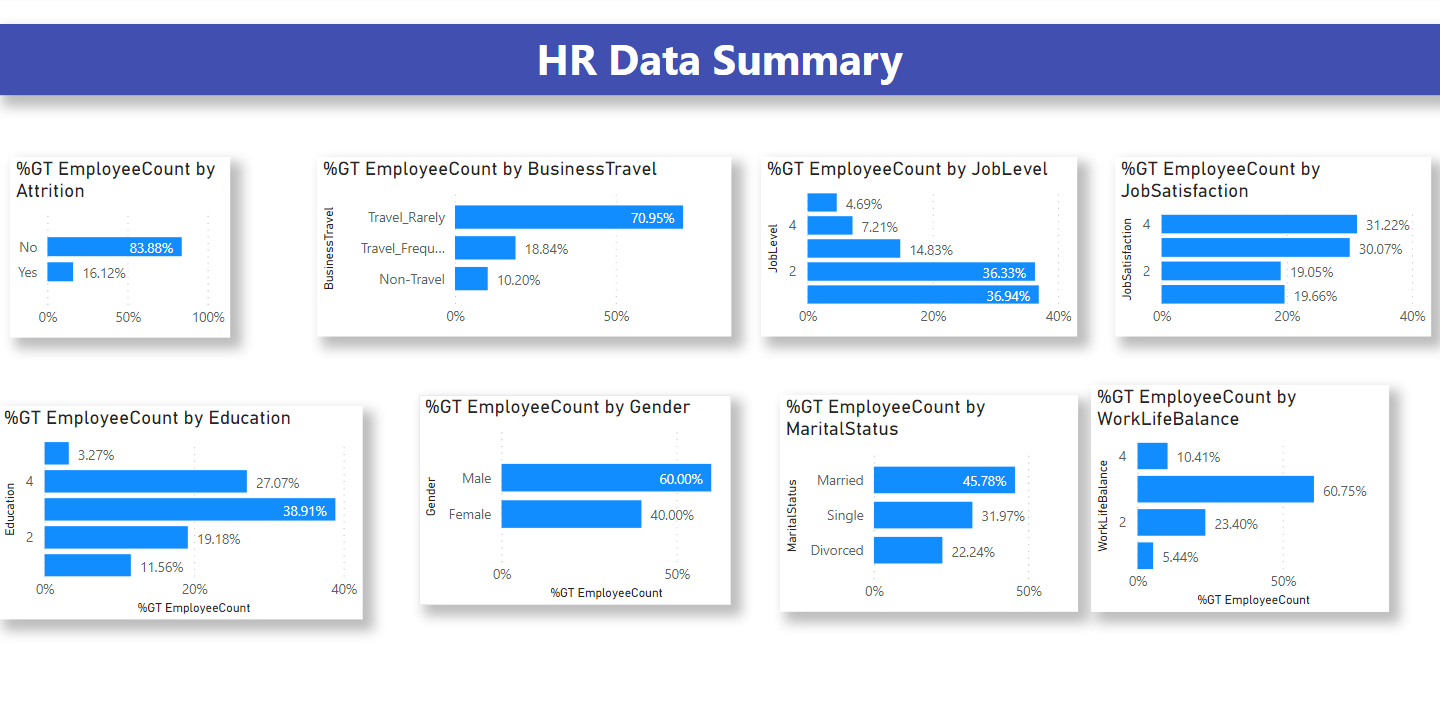 HR Data Summary
%GT EmployeeCount by
Attrition
No 83.88%
Yes 16.12%
0% 50% 100%
%GT EmployeeCount by BusinessTravel
BusinessTravel
Travel_Rarely 70.95%
Travel_Frequ... 18.84%
Non-Travel 10.20%
0% 50%
%GT EmployeeCount by JobLevel
JobLevel
4.69%
4 7.21%
14.83%
2 36.33%
36.94%
0% 20% 40%
%GT EmployeeCount by
JobSatisfaction
JobSatisfaction
4 31.22%
30.07%
2 19.05%
19.66%
0% 20% 40%
%GT EmployeeCount by Education
Education
3.27%
4 27.07%
38.91%
2 19.18%
11.56%
0% 20% 40%
%GT EmployeeCount
%GT EmployeeCount by Gender
Gender
Male 60.00%
Female 40.00%
0% 50%
%GT EmployeeCount
%GT EmployeeCount by
MaritalStatus
MaritalStatus
Married 45.78%
Single 31.97%
Divorced 22.24%
0% 50%
%GT EmployeeCount by
WorkLifeBalance
WorkLifeBalance
4 10.41%
60.75%
2 23.40%
5.44%
0% 50%
%GT EmployeeCount